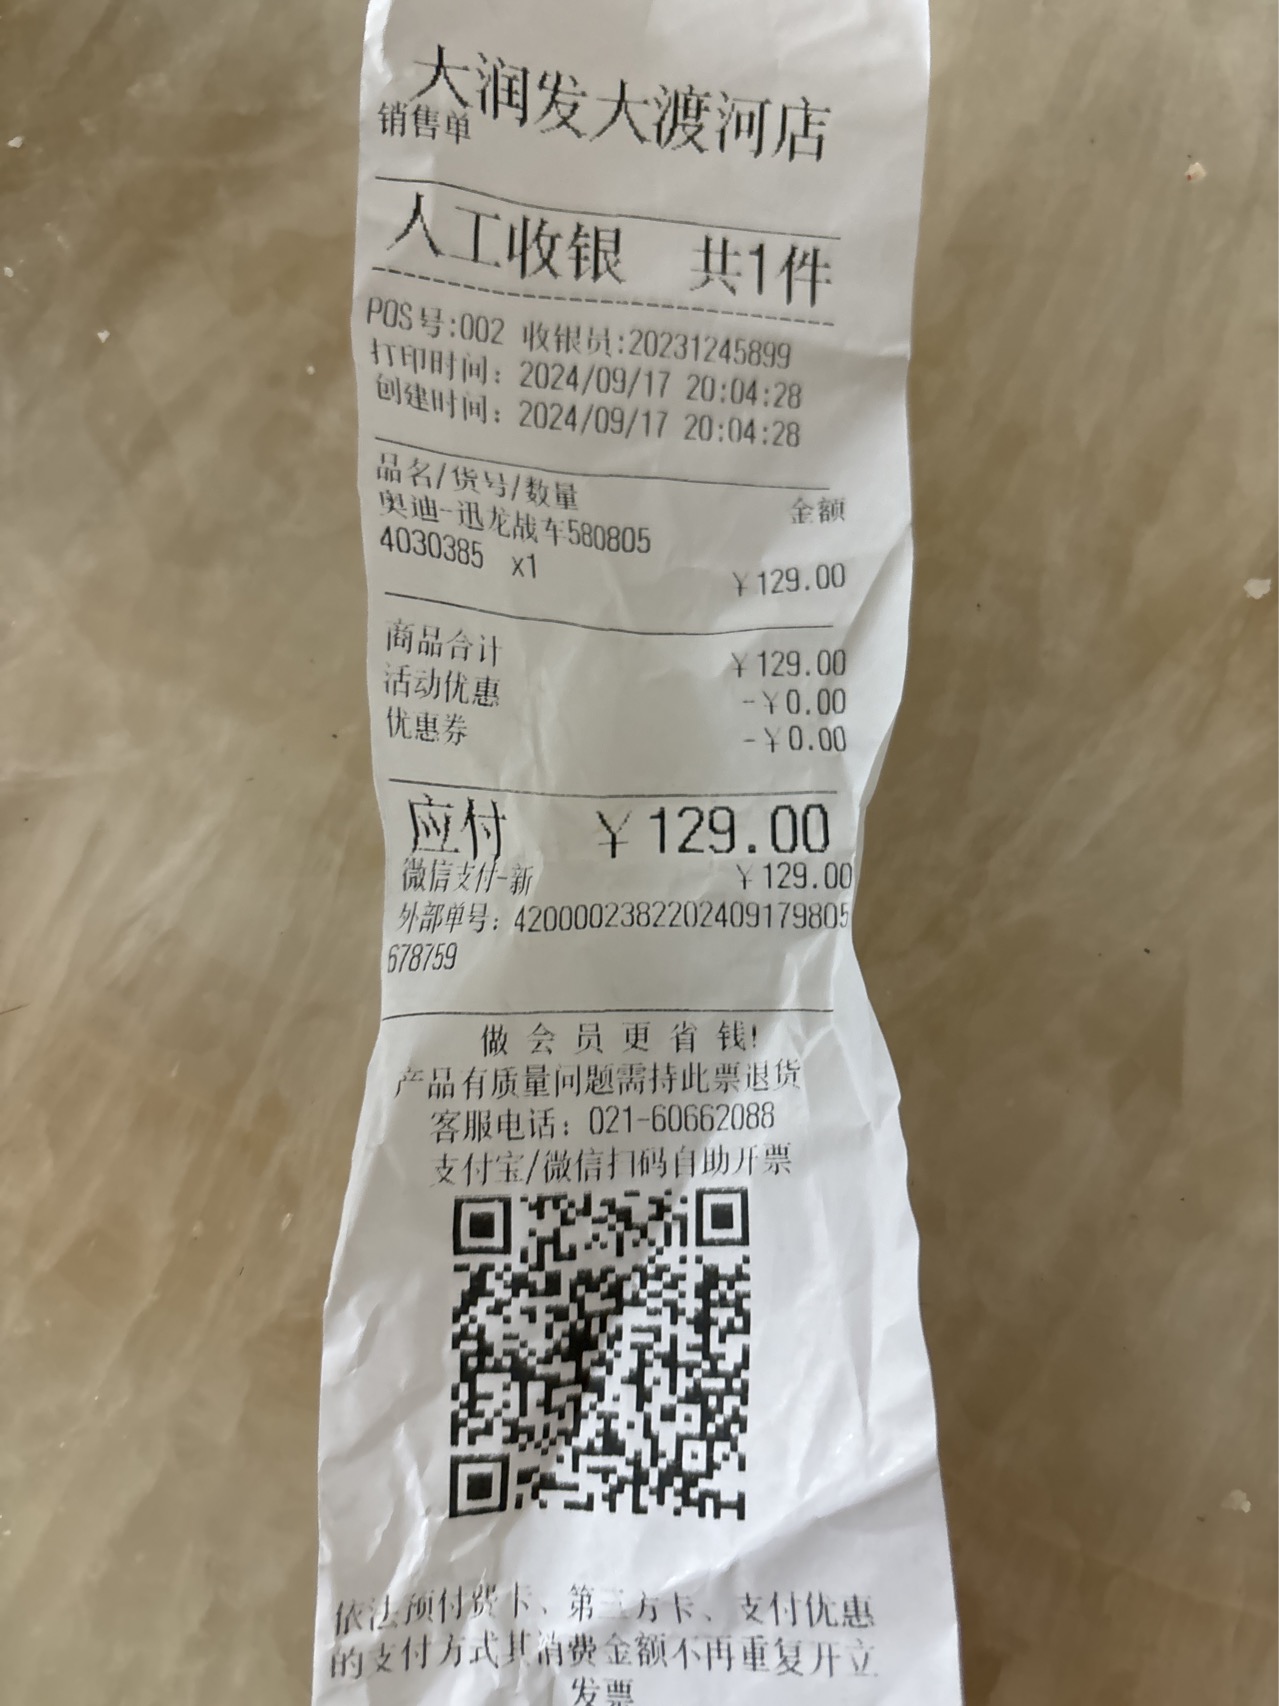 大润发大渡河店
销售单
人工收银 共1件
POS号:002 收银员:20231245899
打印时间：2024/09/17 20:04:28
创建时间：2024/09/17 20:04:28
品名/货号/数量 金额
奥迪-迅龙战车580805
4030385 x1 ￥129.00
商品合计 ￥129.00
活动优惠 -￥0.00
优惠券 -￥0.00
应付 ￥129.00
微信支付-新 ￥129.00
外部单号：4200002382202409179805
678759
做会员更省钱!
产品有质量问题需持此票退货
客服电话：021-60662088
支付宝/微信扫码自助开票
依法预付费卡、第三方卡、支付优惠
的支付方式其消费金额不再重复开立
发票